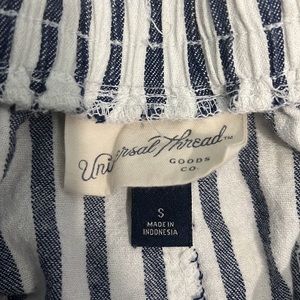 Universal Thread™
GOODS
CO.
S
MADE IN
INDONESIA